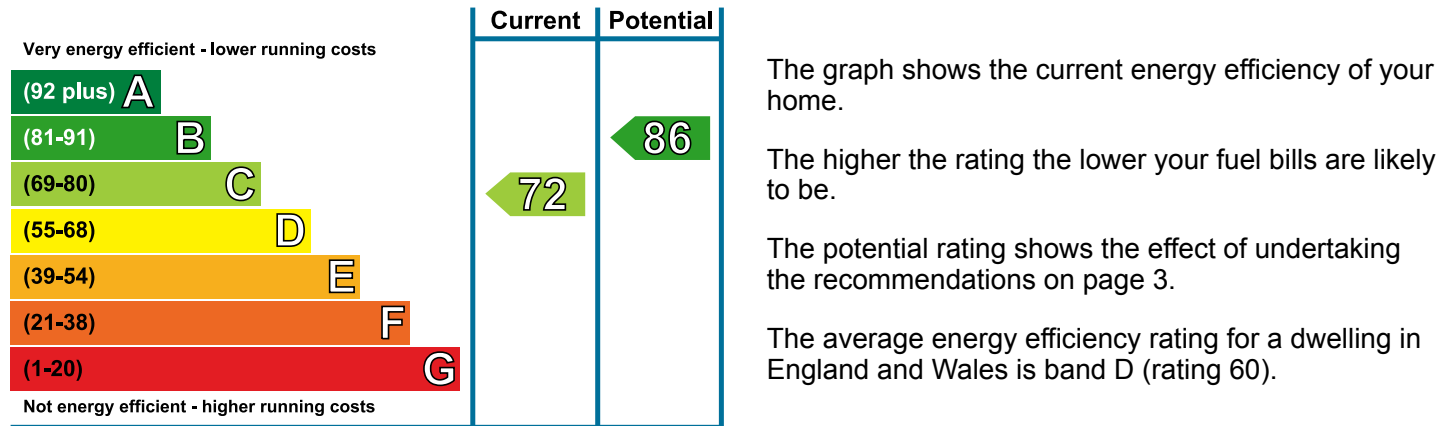 Current Potential
Very energy efficient - lower running costs
(92 plus) A
(81-91) B
86
(69-80) C
72
(55-68) D
(39-54) E
(21-38) F
(1-20) G
Not energy efficient - higher running costs
The graph shows the current energy efficiency of your
home.
The higher the rating the lower your fuel bills are likely
to be.
The potential rating shows the effect of undertaking
the recommendations on page 3.
The average energy efficiency rating for a dwelling in
England and Wales is band D (rating 60).